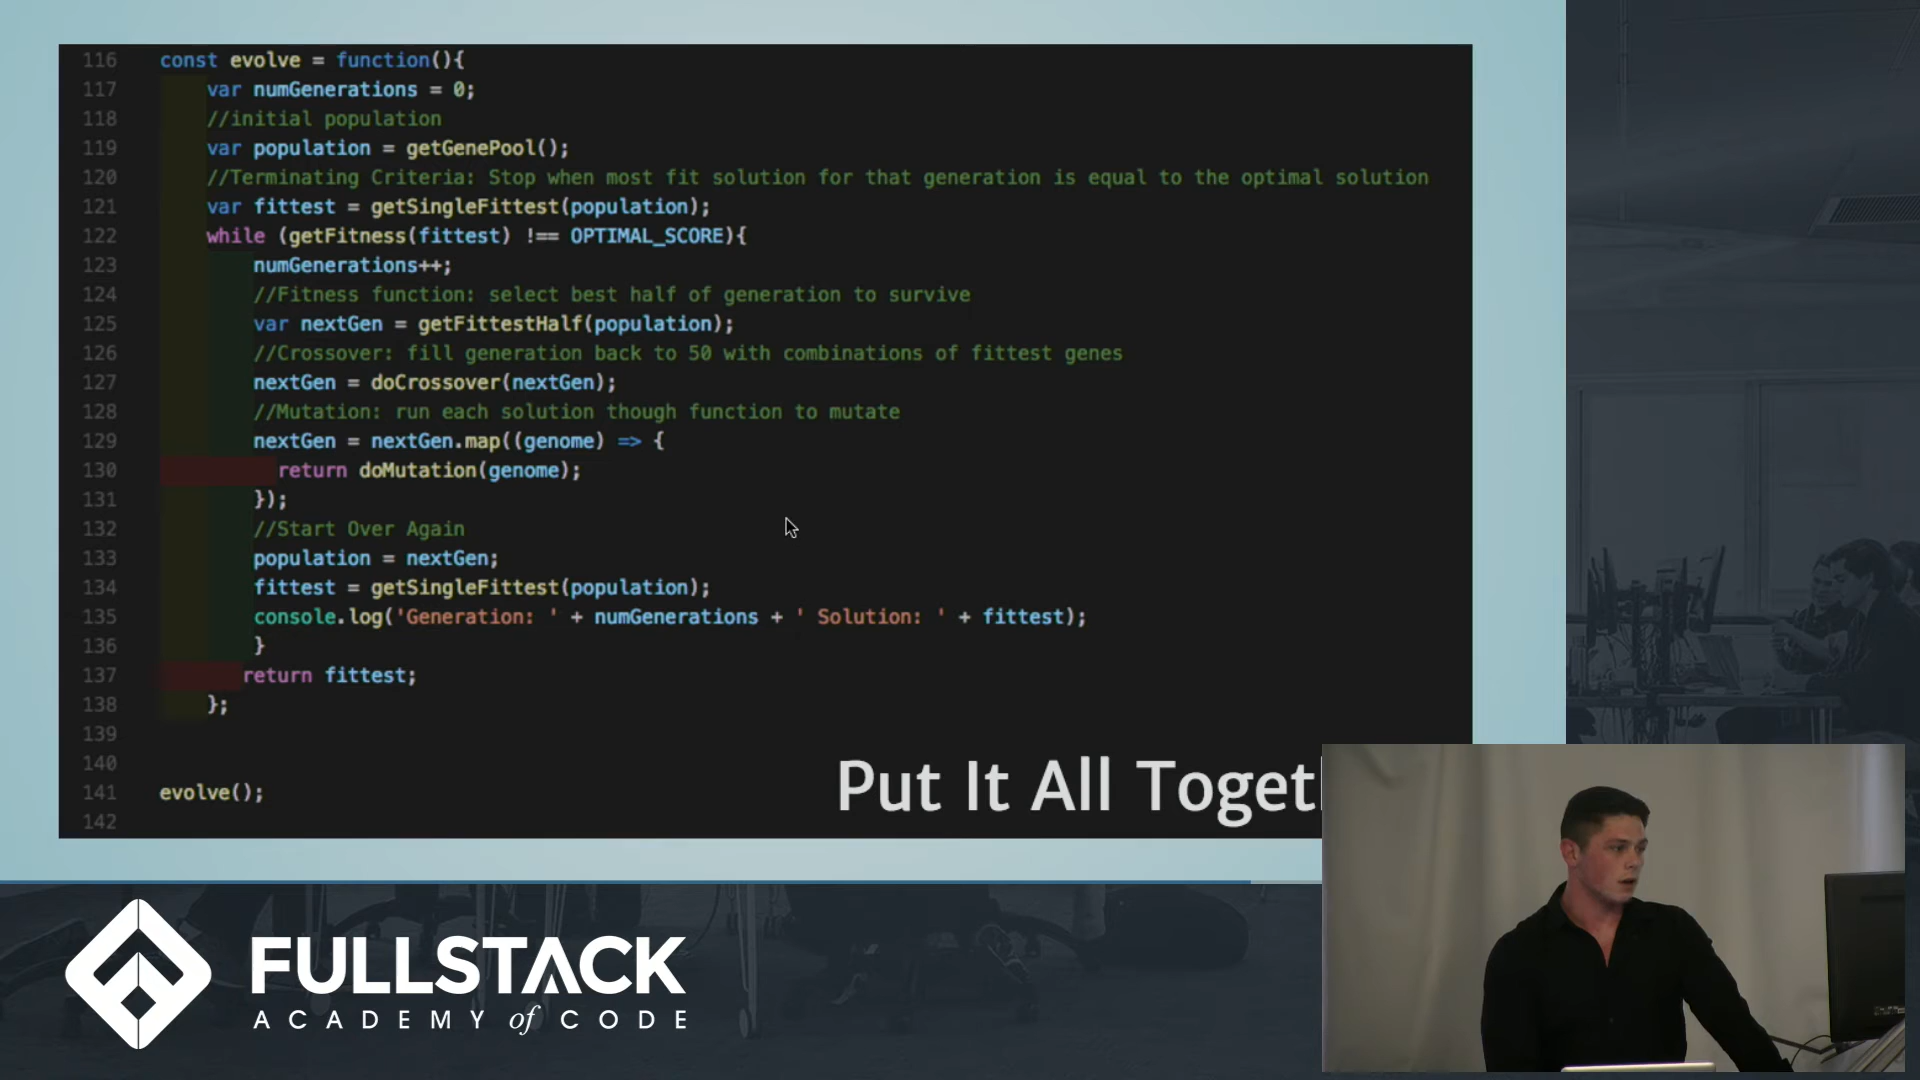 116 const evolve = function(){
117 var numGenerations = 0;
118 //initial population
119 var population = getGenePool();
120 //Terminating Criteria: Stop when most fit solution for that generation is equal to the optimal solution
121 var fittest = getSingleFittest(population);
122 while (getFitness(fittest) !== OPTIMAL_SCORE){
123 numGenerations++;
124 //Fitness function: select best half of generation to survive
125 var nextGen = getFittestHalf(population);
126 //Crossover: fill generation back to 50 with combinations of fittest genes
127 nextGen = doCrossover(nextGen);
128 //Mutation: run each solution though function to mutate
129 nextGen = nextGen.map((genome) => {
130 return doMutation(genome);
131 });
132 //Start Over Again
133 population = nextGen;
134 fittest = getSingleFittest(population);
135 console.log('Generation: ' + numGenerations + ' Solution: ' + fittest);
136 }
137 return fittest;
138 };
139
140
141 evolve();
142
Put It All
FULLSTACK
ACADEMY of CODE